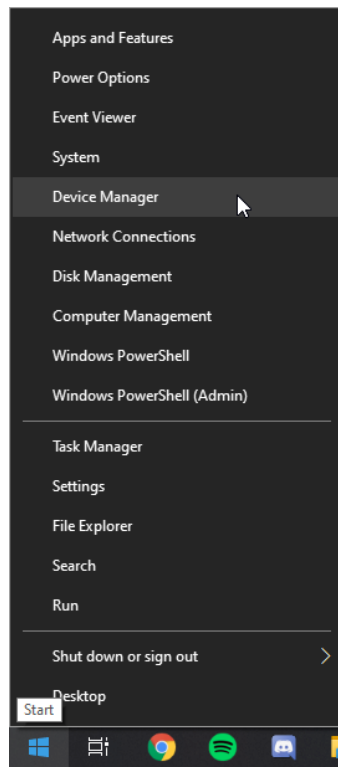 Apps and Features
Power Options
Event Viewer
System
Device Manager
Network Connections
Disk Management
Computer Management
Windows PowerShell
Windows PowerShell (Admin)
Task Manager
Settings
File Explorer
Search
Run
Shut down or sign out
Desktop
Start